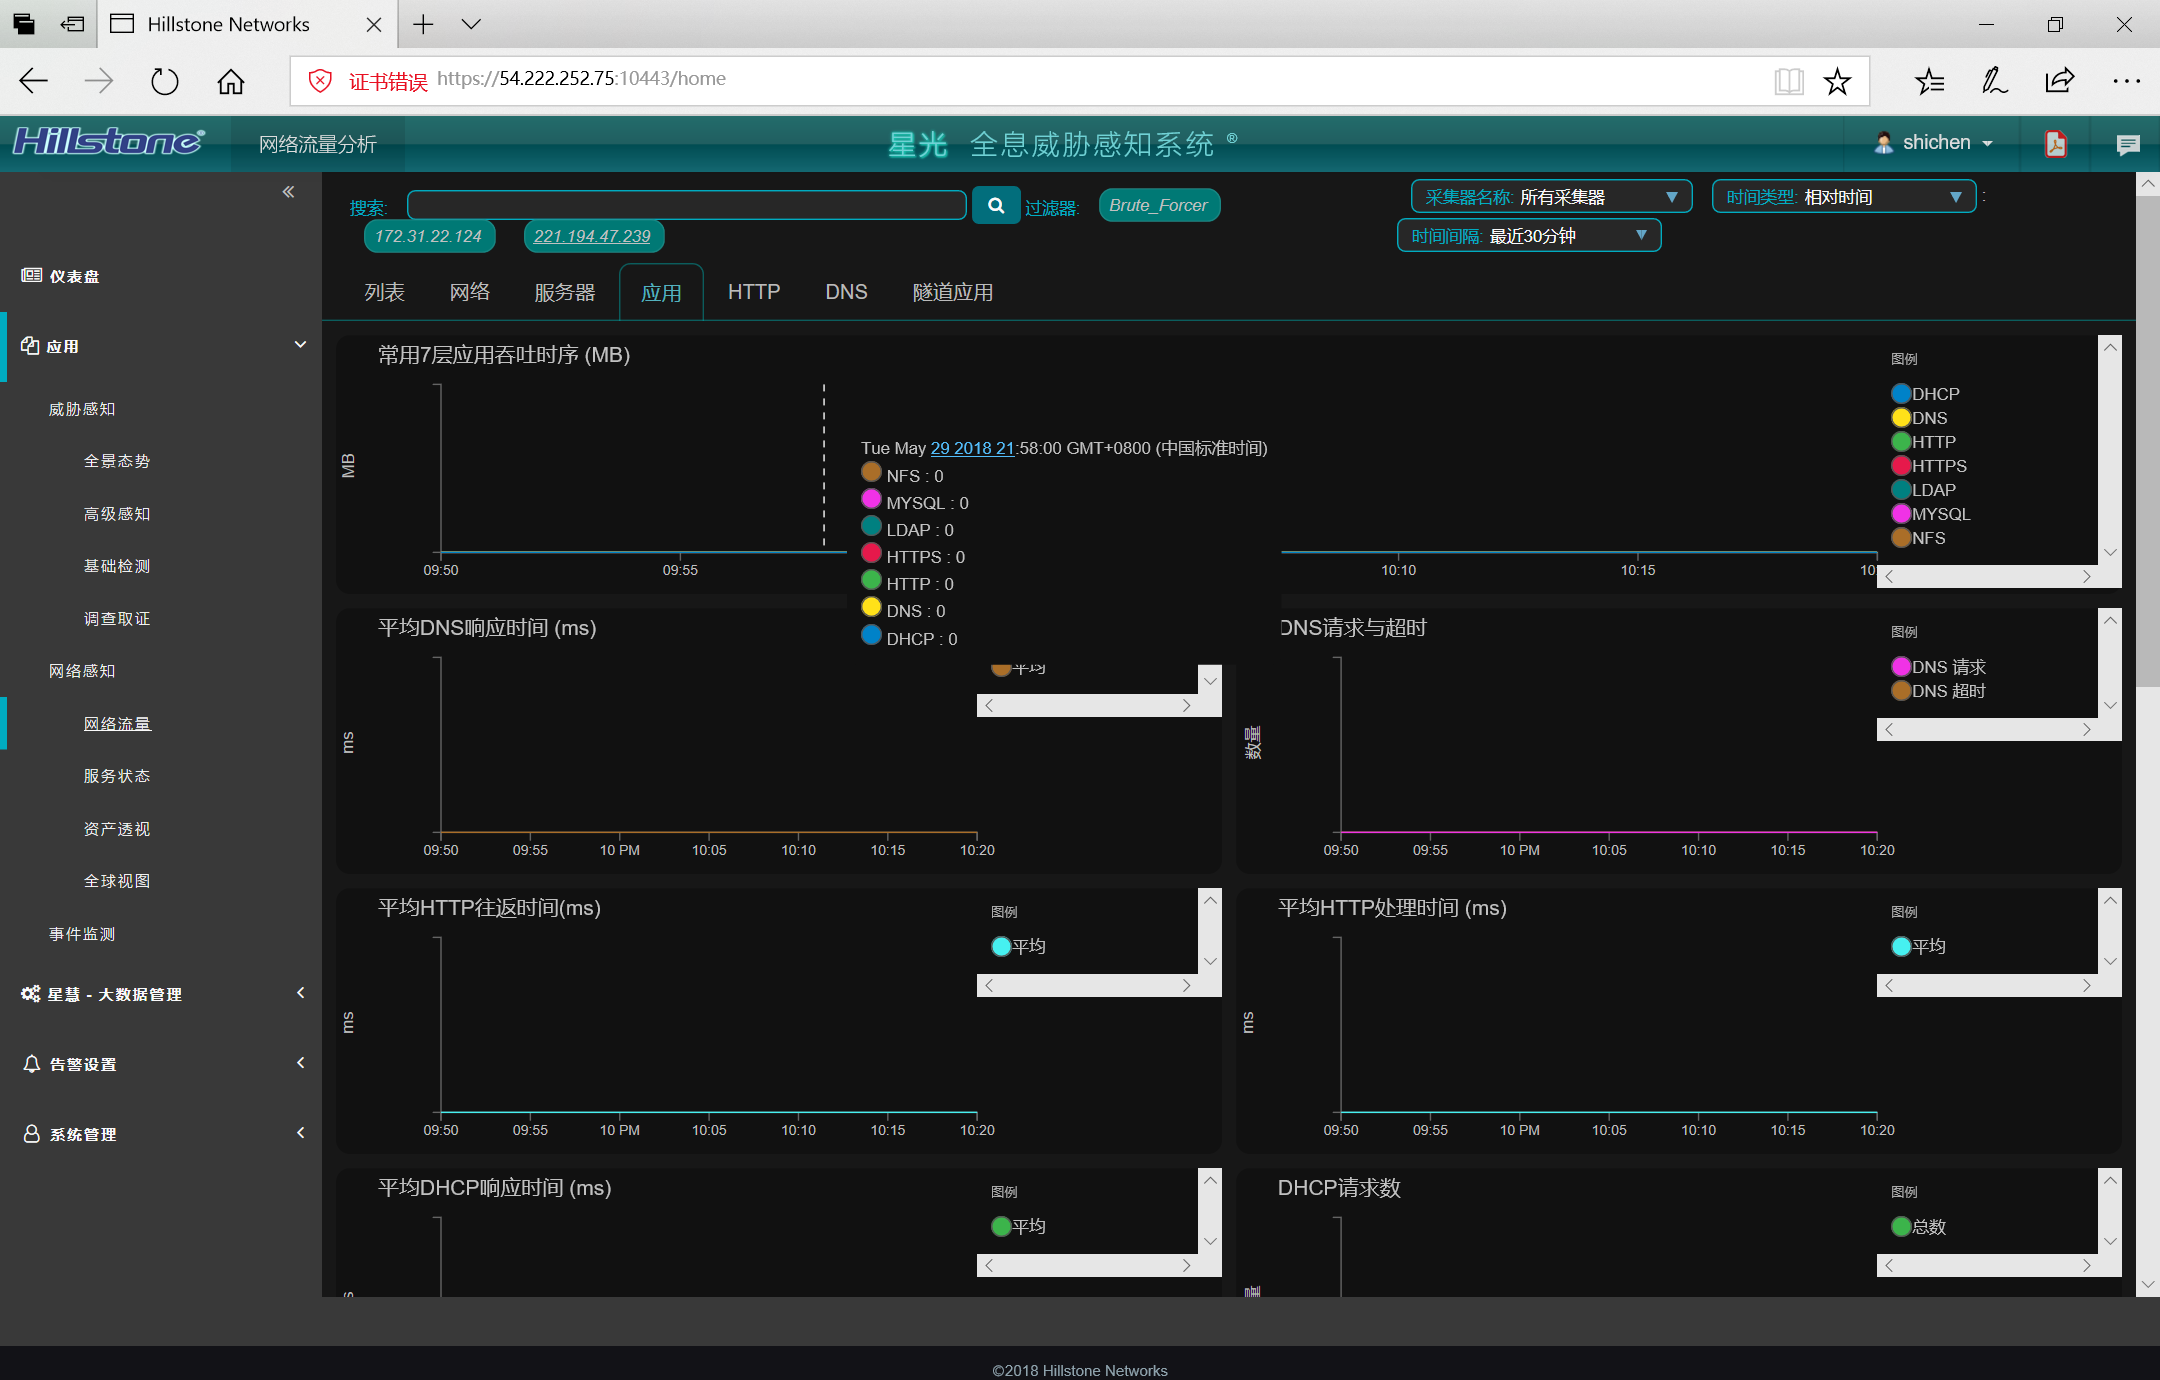 Hillstone Networks
证书错误 https://54.222.252.75:10443/home
Hillstone® 网络流量分析 星光 全息威胁感知系统 ® shichen
搜索: 过滤器: Brute_Forcer 采集器名称: 所有采集器 时间类型: 相对时间 :
172.31.22.124 221.194.47.239 时间间隔: 最近30分钟
列表 网络 服务器 应用 HTTP DNS 隧道应用
仪表盘
应用
威胁感知
全景态势
高级感知
基础检测
调查取证
网络感知
网络流量
服务状态
资产透视
全球视图
事件监测
星慧 - 大数据管理
告警设置
系统管理
常用7层应用吞吐时序 (MB)
MB
09:50 09:55 10:10 10:15 10:
图例
DHCP
DNS
HTTP
HTTPS
LDAP
MYSQL
NFS
Tue May 29 2018 21:58:00 GMT+0800 (中国标准时间)
NFS : 0
MYSQL : 0
LDAP : 0
HTTPS : 0
HTTP : 0
DNS : 0
DHCP : 0
平均DNS响应时间 (ms)
平均
ms
09:50 09:55 10 PM 10:05 10:10 10:15 10:20
DNS请求与超时
图例
DNS 请求
DNS 超时
数量
09:50 09:55 10 PM 10:05 10:10 10:15 10:20
平均HTTP往返时间(ms)
图例
平均
ms
09:50 09:55 10 PM 10:05 10:10 10:15 10:20
平均HTTP处理时间 (ms)
图例
平均
ms
09:50 09:55 10 PM 10:05 10:10 10:15 10:20
平均DHCP响应时间 (ms)
图例
平均
DHCP请求数
图例
总数
量
©2018 Hillstone Networks